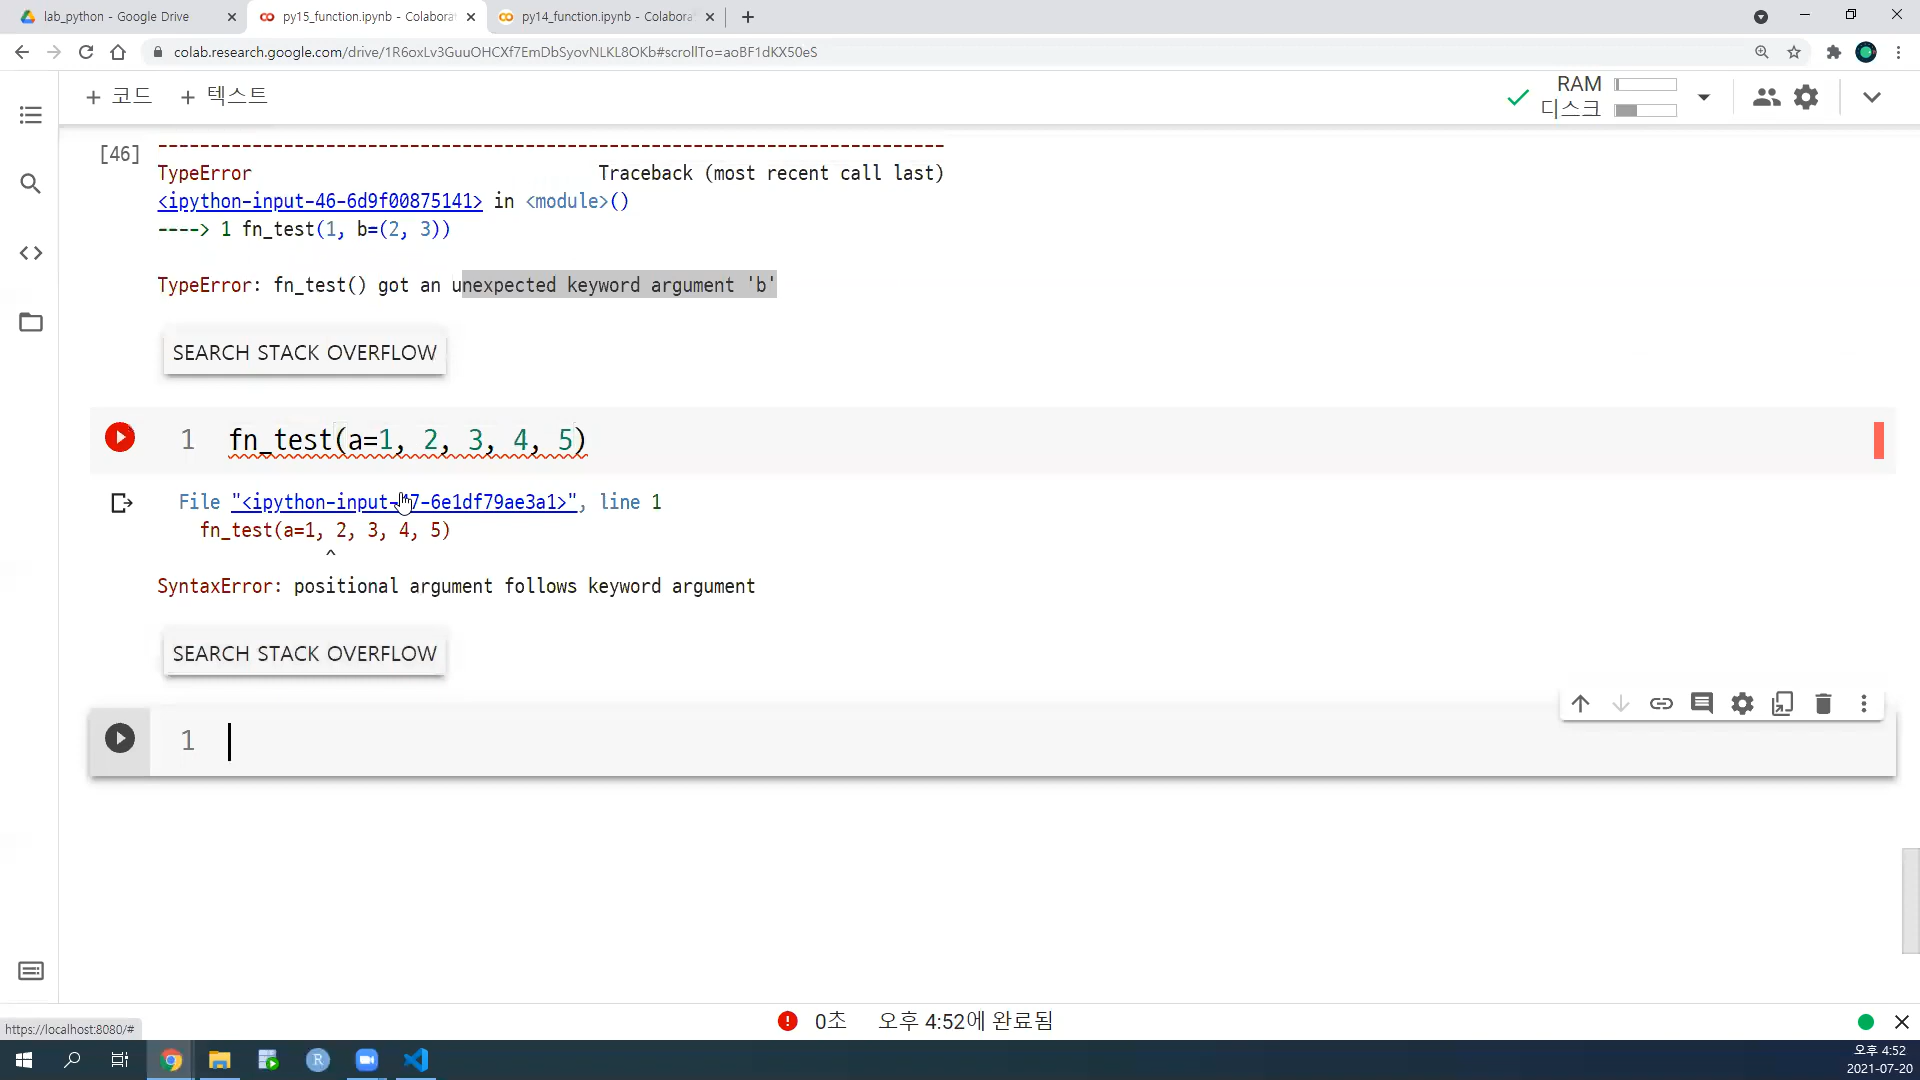 lab_python - Google Drive
py15_function.ipynb - Colaborat
py14_function.ipynb - Colaborat
colab.research.google.com/drive/1R6oxLv3GuuOHCXf7EmDbSyovNLKL8OKb#scrollTo=aoBF1dKX50eS
+ 코드 + 텍스트
RAM
디스크
[46]
---------------------------------------------------------------------------
TypeError Traceback (most recent call last)
<ipython-input-46-6d9f00875141> in <module>()
----> 1 fn_test(1, b=(2, 3))
TypeError: fn_test() got an unexpected keyword argument 'b'
SEARCH STACK OVERFLOW
1 fn_test(a=1, 2, 3, 4, 5)
File "<ipython-input-47-6e1df79ae3a1>", line 1
fn_test(a=1, 2, 3, 4, 5)
^
SyntaxError: positional argument follows keyword argument
SEARCH STACK OVERFLOW
1
0초 오후 4:52에 완료됨
https://localhost:8080/#
R
오후 4:52
2021-07-20